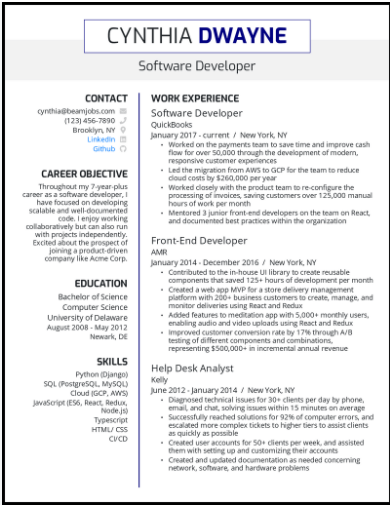 CYNTHIA DWAYNE
Software Developer
CONTACT
cynthia@beamjobs.com
(123) 456-7890
Brooklyn, NY
LinkedIn
Github
CAREER OBJECTIVE
Throughout my 7-year-plus
career as a software developer, I
have focused on developing
scalable and well-documented
code. I enjoy working
collaboratively but can also run
with projects independently.
Excited about the prospect of
joining a product-driven
company like Acme Corp.
EDUCATION
Bachelor of Science
Computer Science
University of Delaware
August 2008 - May 2012
Newark, DE
SKILLS
Python (Django)
SQL (PostgreSQL, MySQL)
Cloud (GCP, AWS)
JavaScript (ES6, React, Redux,
Node.js)
Typescript
HTML/ CSS
CI/CD
WORK EXPERIENCE
Software Developer
QuickBooks
January 2017 - current / New York, NY
• Worked on the payments team to save time and improve cash
flow for over 50,000 through the development of modern,
responsive customer experiences
• Led the migration from AWS to GCP for the team to reduce
cloud costs by $260,000 per year
• Worked closely with the product team to re-configure the
processing of invoices, saving customers over 125,000 manual
hours of work per month
• Mentored 3 junior front-end developers on the team on React,
and documented best practices within the organization
Front-End Developer
AMR
January 2014 - December 2016 / New York, NY
• Contributed to the in-house UI library to create reusable
components that saved 125+ hours of development per month
• Created a web app MVP for a store delivery management
platform with 200+ business customers to create, manage, and
monitor deliveries using React and Redux
• Added features to meditation app with 5,000+ monthly users,
enabling audio and video uploads using React and Redux
• Improved customer conversion rate by 17% through A/B
testing of different components and combinations,
representing $500,000+ in incremental annual revenue
Help Desk Analyst
Kelly
June 2012 - January 2014 / New York, NY
• Diagnosed technical issues for 30+ clients per day by phone,
email, and chat, solving issues within 15 minutes on average
• Successfully reached solutions for 92% of computer errors, and
escalated more complex tickets to higher tiers to assist clients
as quickly as possible
• Created user accounts for 50+ clients per week, and assisted
them with setting up and customizing their accounts
• Created and updated documentation as needed concerning
network, software, and hardware problems